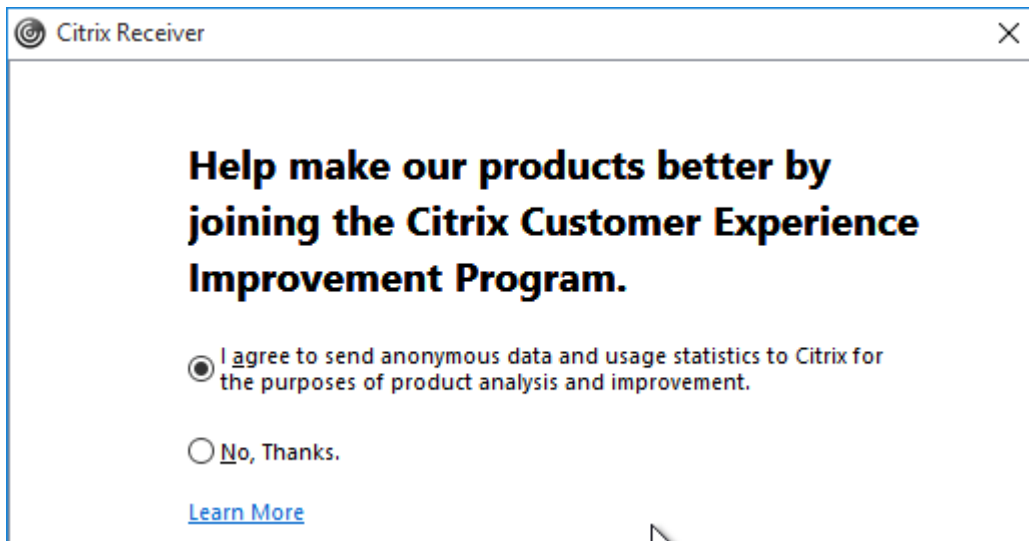 Citrix Receiver
Help make our products better by
joining the Citrix Customer Experience
Improvement Program.
I agree to send anonymous data and usage statistics to Citrix for
the purposes of product analysis and improvement.
No, Thanks.
Learn More